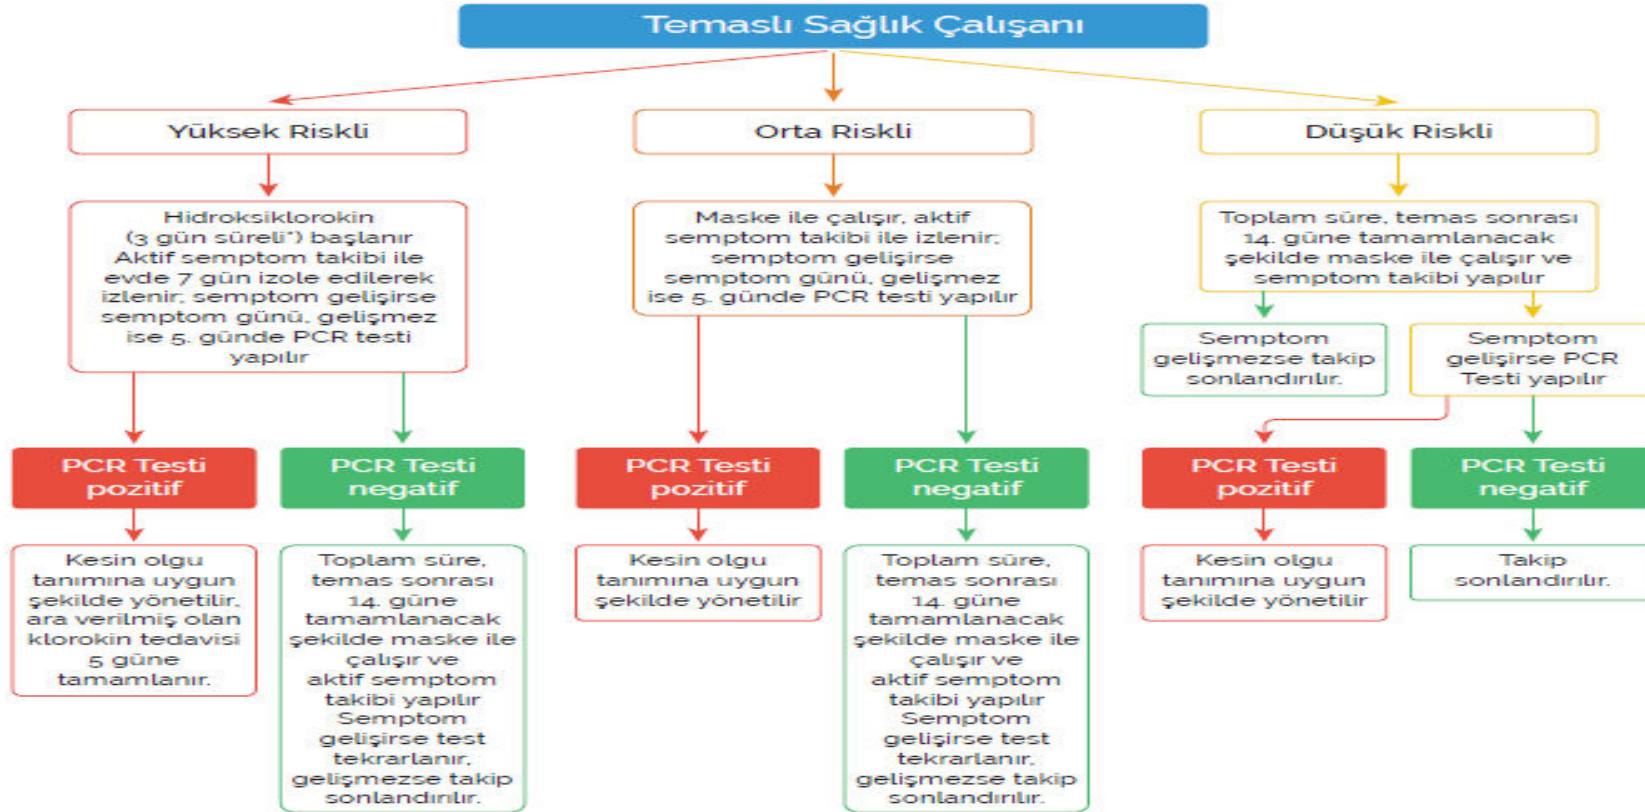 Temaslı Sağlık Çalışanı
Yüksek Riskli
Hidroksiklorokin
(3 gün süreli*) başlanır
Aktif semptom takibi ile
evde 7 gün izole edilerek
izlenir; semptom gelişirse
semptom günü, gelişmez
ise 5. günde PCR testi
yapılır
PCR Testi
pozitif
Kesin olgu
tanımına uygun
şekilde yönetilir,
ara verilmiş olan
klorokin tedavisi
5 güne
tamamlanır.
PCR Testi
negatif
Toplam süre,
temas sonrası
14. güne
tamamlanacak
şekilde maske ile
çalışır ve
aktif semptom
takibi yapılır
Semptom
gelişirse test
tekrarlanır,
gelişmezse takip
sonlandırılır.
Orta Riskli
Maske ile çalışır, aktif
semptom takibi ile izlenir;
semptom gelişirse
semptom günü, gelişmez
ise 5. günde PCR testi yapılır
PCR Testi
pozitif
Kesin olgu
tanımına uygun
şekilde yönetilir
PCR Testi
negatif
Toplam süre,
temas sonrası
14. güne
tamamlanacak
şekilde maske ile
çalışır ve
aktif semptom
takibi yapılır
Semptom
gelişirse test
tekrarlanır,
gelişmezse takip
sonlandırılır.
Düşük Riskli
Toplam süre, temas sonrası
14. güne tamamlanacak
şekilde maske ile çalışır ve
semptom takibi yapılır
Semptom
gelişmezse takip
sonlandırılır.
Semptom
gelişirse PCR
Testi yapılır
PCR Testi
pozitif
Kesin olgu
tanımına uygun
şekilde yönetilir
PCR Testi
negatif
Takip
sonlandırılır.